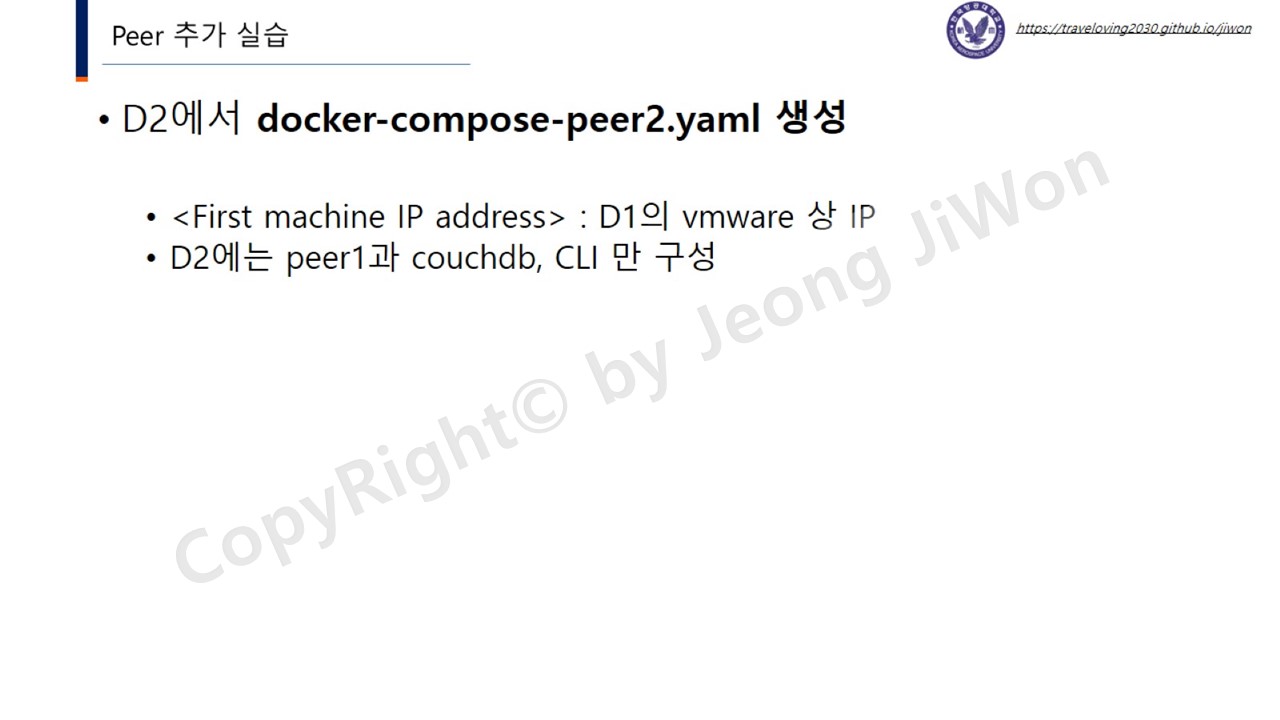 Peer 추가 실습
https://traveloving2030.github.io/jiwon
• D2에서 docker-compose-peer2.yaml 생성
• <First machine IP address> : D1의 vmware 상 IP
• D2에는 peer1과 couchdb, CLI 만 구성
CopyRight© by Jeong JiWon